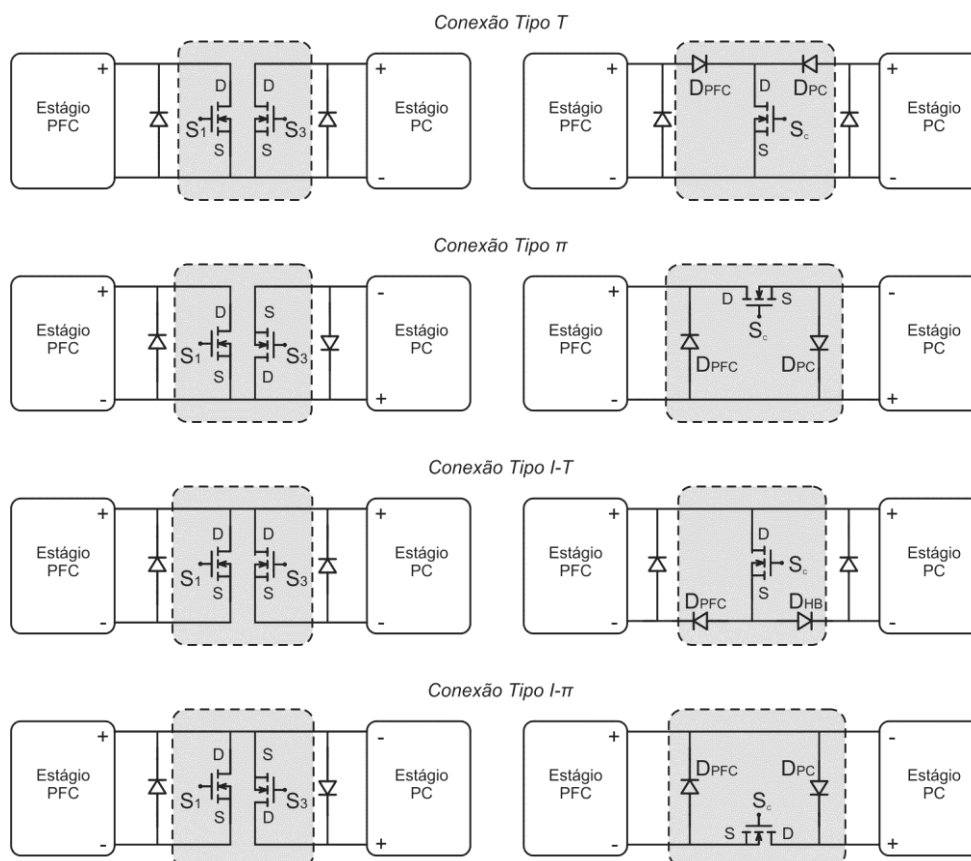 Conexão Tipo T
+ D D +
Estágio PFC S1 S3 Estágio PC
S S
- -
+ DPFC D DPC +
Estágio PFC Sc Estágio PC
S
- -
Conexão Tipo π
+ D S -
Estágio PFC S1 S3 Estágio PC
S D
- +
+ D S -
Sc
Estágio PFC DPFC DPC Estágio PC
- +
Conexão Tipo I-T
+ D D +
Estágio PFC S1 S3 Estágio PC
S S
- -
+ D +
Estágio PFC Sc Estágio PC
S
- DPFC DHB -
Conexão Tipo I-π
+ D S -
Estágio PFC S1 S3 Estágio PC
S D
- +
+ -
Estágio PFC DPFC DPC Estágio PC
Sc
- S D +